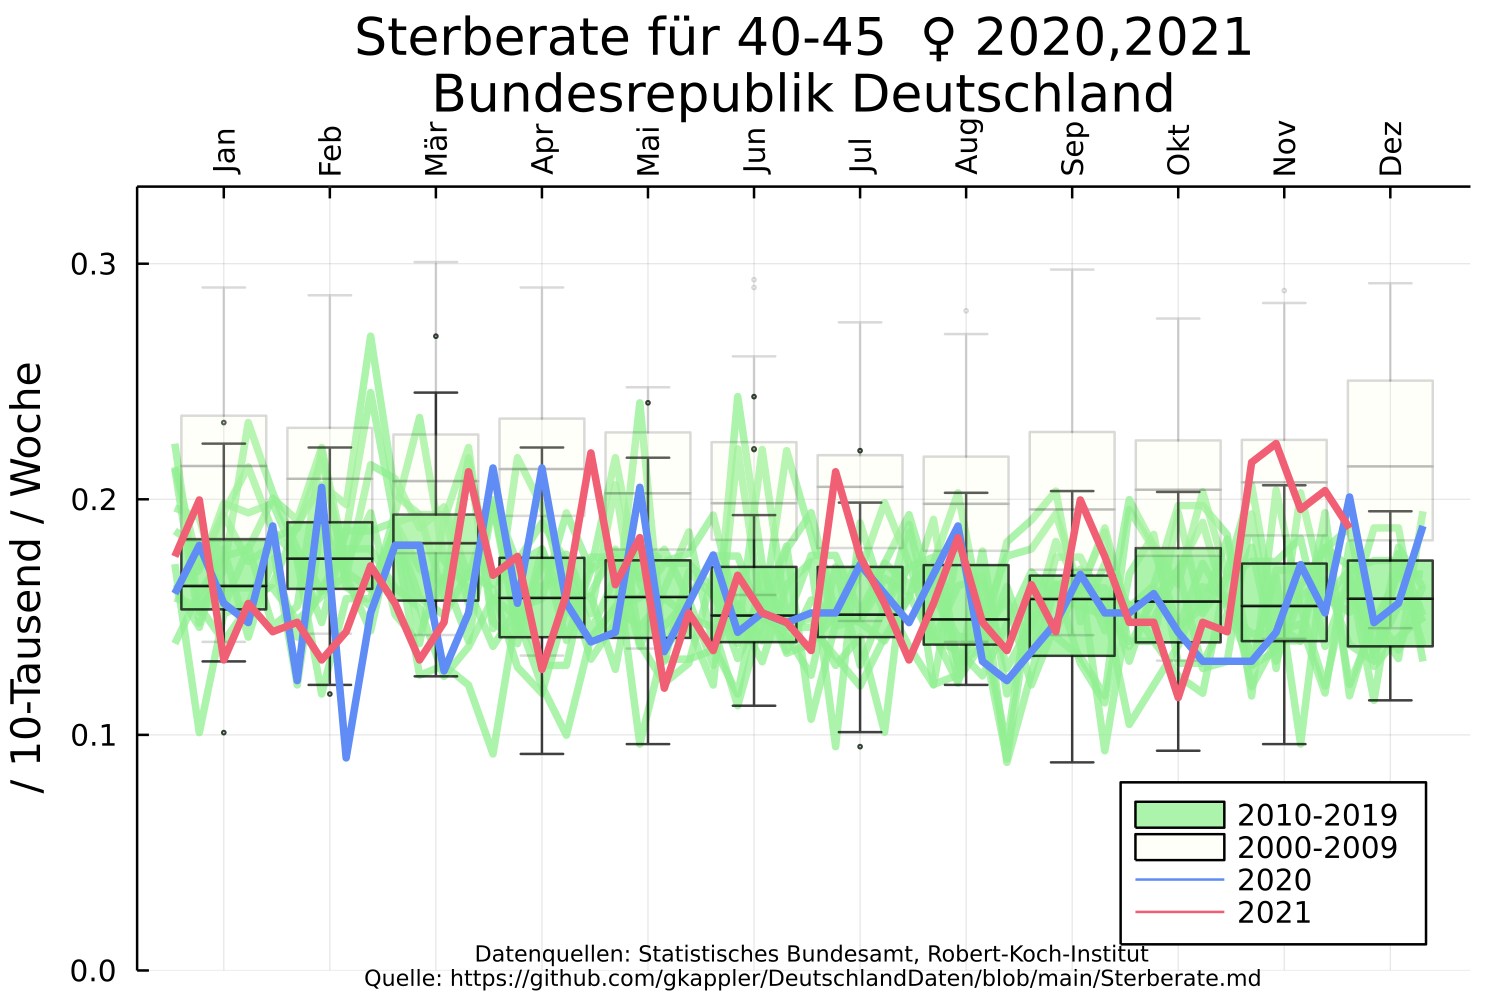 Sterberate für 40-45 ♀ 2020,2021
Bundesrepublik Deutschland
Jan
Feb
Mär
Apr
Mai
Jun
Jul
Aug
Sep
Okt
Nov
Dez
/ 10-Tausend / Woche
0.3
0.2
0.1
0.0
2010-2019
2000-2009
2020
2021
Datenquellen: Statistisches Bundesamt, Robert-Koch-Institut
Quelle: https://github.com/gkappler/DeutschlandDaten/blob/main/Sterberate.md